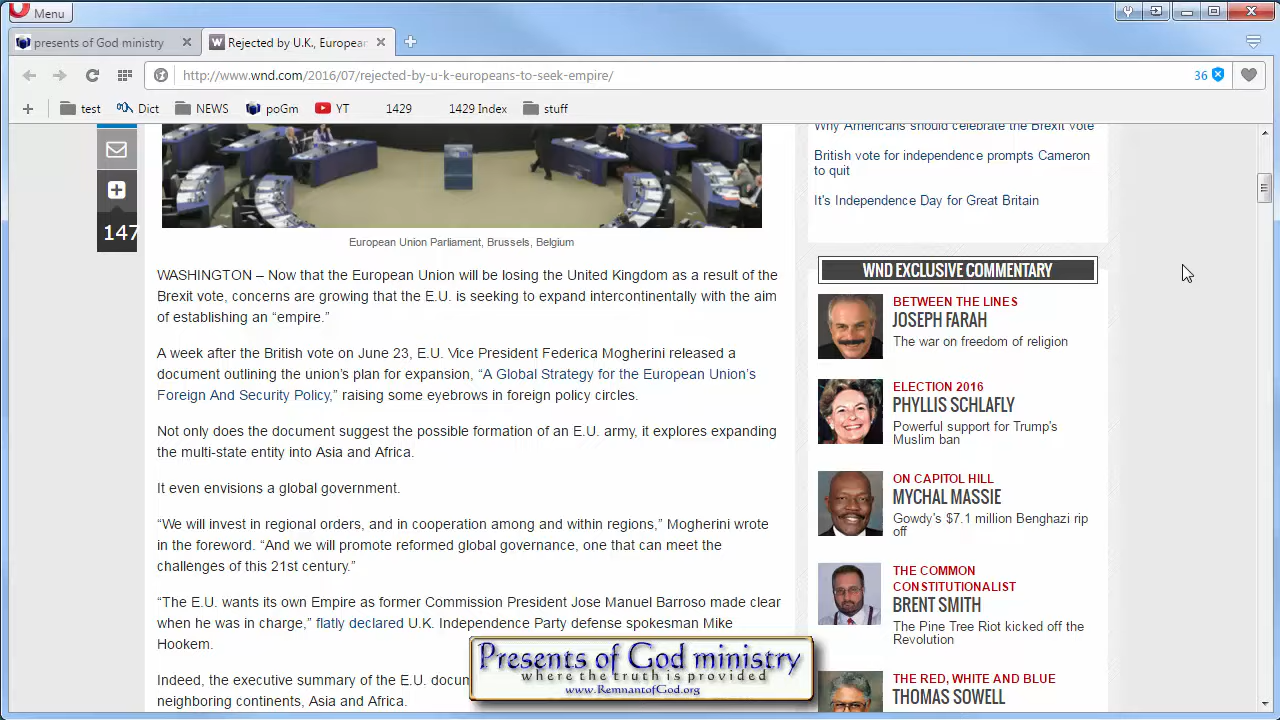 Menu
presents of God ministry
Rejected by U.K., European
http://www.wnd.com/2016/07/rejected-by-u-k-europeans-to-seek-empire/
36
test
Dict
NEWS
poGm
YT
1429
1429 Index
stuff
147
European Union Parliament, Brussels, Belgium
WASHINGTON – Now that the European Union will be losing the United Kingdom as a result of the
Brexit vote, concerns are growing that the E.U. is seeking to expand intercontinentally with the aim
of establishing an “empire.”
A week after the British vote on June 23, E.U. Vice President Federica Mogherini released a
document outlining the union’s plan for expansion, “A Global Strategy for the European Union’s
Foreign And Security Policy,” raising some eyebrows in foreign policy circles.
Not only does the document suggest the possible formation of an E.U. army, it explores expanding
the multi-state entity into Asia and Africa.
It even envisions a global government.
“We will invest in regional orders, and in cooperation among and within regions,” Mogherini wrote
in the foreword. “And we will promote reformed global governance, one that can meet the
challenges of this 21st century.”
“The E.U. wants its own Empire as former Commission President Jose Manuel Barroso made clear
when he was in charge,” flatly declared U.K. Independence Party defense spokesman Mike
Hookem.
Indeed, the executive summary of the E.U. docu
neighboring continents, Asia and Africa.
Why Americans should celebrate the Brexit vote
British vote for independence prompts Cameron
to quit
It's Independence Day for Great Britain
WND EXCLUSIVE COMMENTARY
BETWEEN THE LINES
JOSEPH FARAH
The war on freedom of religion
ELECTION 2016
PHYLLIS SCHLAFLY
Powerful support for Trump's
Muslim ban
ON CAPITOL HILL
MYCHAL MASSIE
Gowdy's $7.1 million Benghazi rip
off
THE COMMON
CONSTITUTIONALIST
BRENT SMITH
The Pine Tree Riot kicked off the
Revolution
THE RED, WHITE AND BLUE
THOMAS SOWELL
Presents of God ministry
where the truth is provided
www.RemnantofGod.org